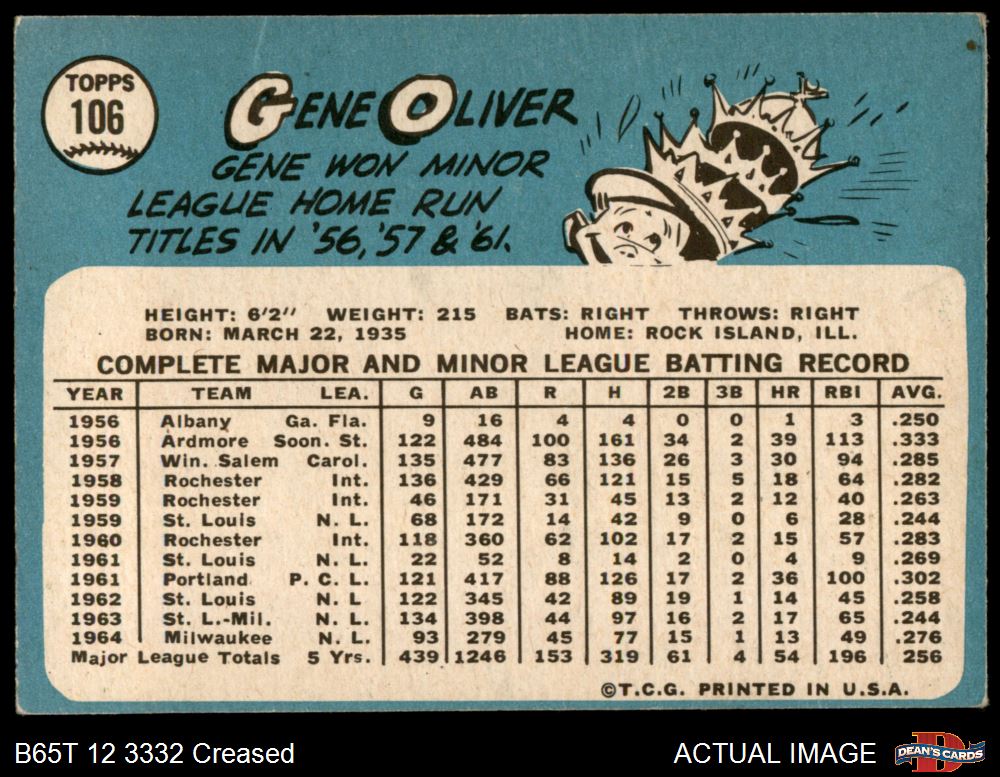 TOPPS
106
GENE OLIVER
GENE WON MINOR
LEAGUE HOME RUN
TITLES IN '56, '57 & '61.
HEIGHT: 6'2" WEIGHT: 215 BATS: RIGHT THROWS: RIGHT
BORN: MARCH 22, 1935 HOME: ROCK ISLAND, ILL.
COMPLETE MAJOR AND MINOR LEAGUE BATTING RECORD
YEAR TEAM LEA. G AB R H 2B 3B HR RBI AVG.
1956 Albany Ga. Fla. 9 16 4 4 0 0 1 3 .250
1956 Ardmore Soon. St. 122 484 100 161 34 2 39 113 .333
1957 Win. Salem Carol. 135 477 83 136 26 3 30 94 .285
1958 Rochester Int. 136 429 66 121 15 5 18 64 .282
1959 Rochester Int. 46 171 31 45 13 2 12 40 .263
1959 St. Louis N. L. 68 172 14 42 9 0 6 28 .244
1960 Rochester Int. 118 360 62 102 17 2 15 57 .283
1961 St. Louis N. L. 22 52 8 14 2 0 4 9 .269
1961 Portland P. C. L. 121 417 88 126 17 2 36 100 .302
1962 St. Louis N. L 122 345 42 89 19 1 14 45 .258
1963 St. L.-Mil. N. L. 134 398 44 97 16 2 17 65 .244
1964 Milwaukee N. L. 93 279 45 77 15 1 13 49 .276
Major League Totals 5 Yrs. 439 1246 153 319 61 4 54 196 256
©T.C.G. PRINTED IN U.S.A.
B65T 12 3332 Creased ACTUAL IMAGE
DEAN'S CARDS